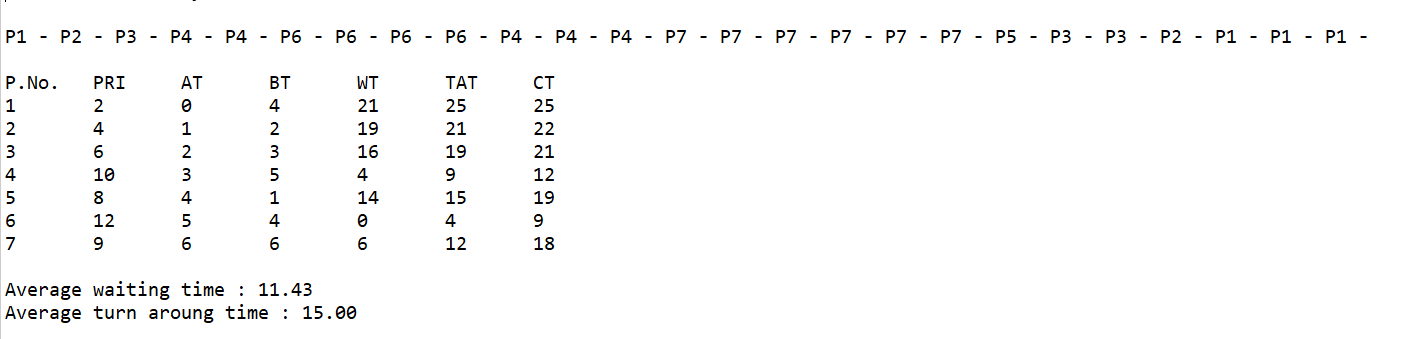 P1 - P2 - P3 - P4 - P4 - P6 - P6 - P6 - P6 - P4 - P4 - P4 - P7 - P7 - P7 - P7 - P7 - P7 - P5 - P3 - P3 - P2 - P1 - P1 - P1 -
P.No. PRI AT BT WT TAT CT
1 2 0 4 21 25 25
2 4 1 2 19 21 22
3 6 2 3 16 19 21
4 10 3 5 4 9 12
5 8 4 1 14 15 19
6 12 5 4 0 4 9
7 9 6 6 6 12 18
Average waiting time : 11.43
Average turn aroung time : 15.00